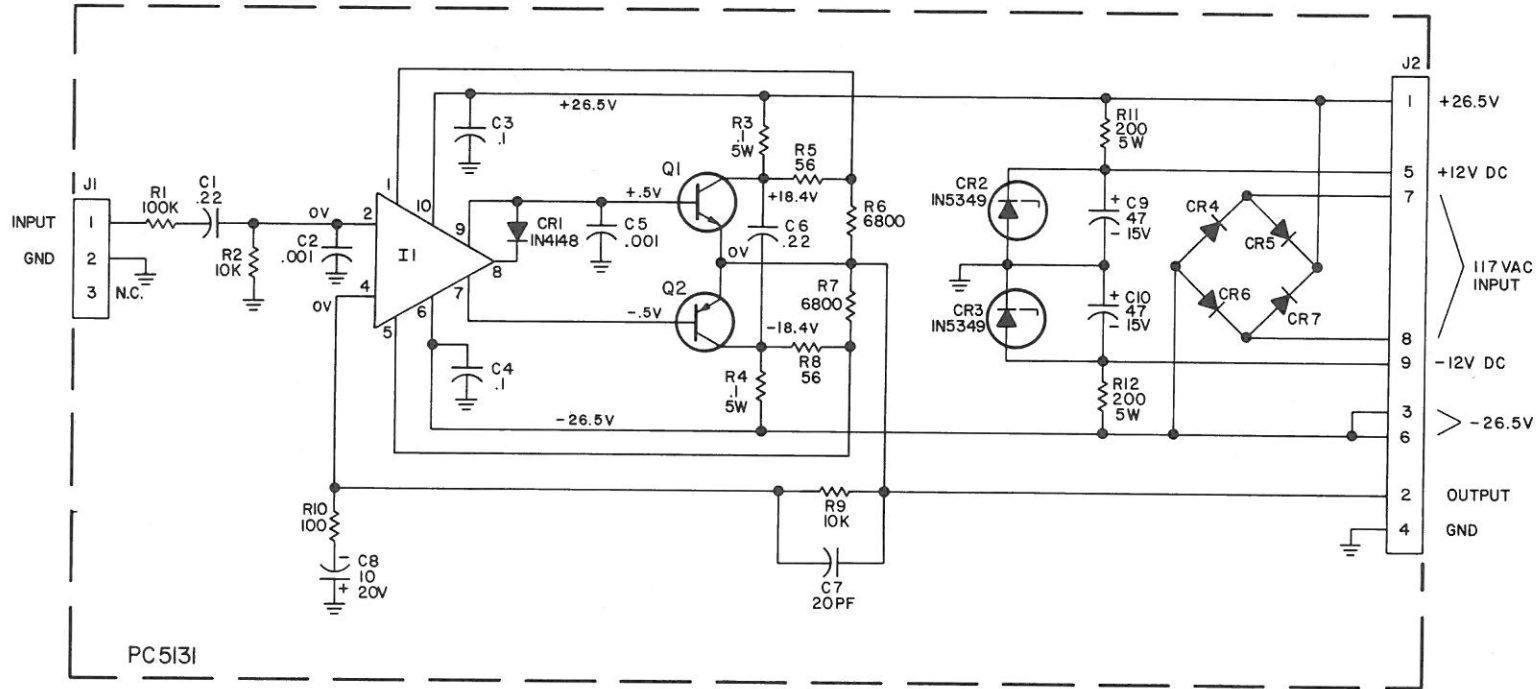 J1
INPUT
1
GND
2
3
N.C.
R1
100K
C1
.22
R2
10K
0V
C2
.001
1
2
10
9
8
7
6
5
4
0V
I1
C3
.1
+26.5V
CR1
IN4148
C4
.1
-26.5V
C5
.001
+.5V
-.5V
Q1
Q2
R3
.1
5W
R5
56
+18.4V
C6
.22
0V
R6
6800
R7
6800
-18.4V
R8
56
R4
.1
5W
R10
100
-
C8
10
20V
+
R9
10K
C7
20PF
CR2
IN5349
CR3
IN5349
R11
200
5W
+
C9
47
-
15V
+
C10
47
-
15V
R12
200
5W
CR4
CR5
CR6
CR7
J2
1
+26.5V
5
+12V DC
7
117 VAC
INPUT
8
9
-12V DC
3
6
-26.5V
2
OUTPUT
4
GND
PC5131